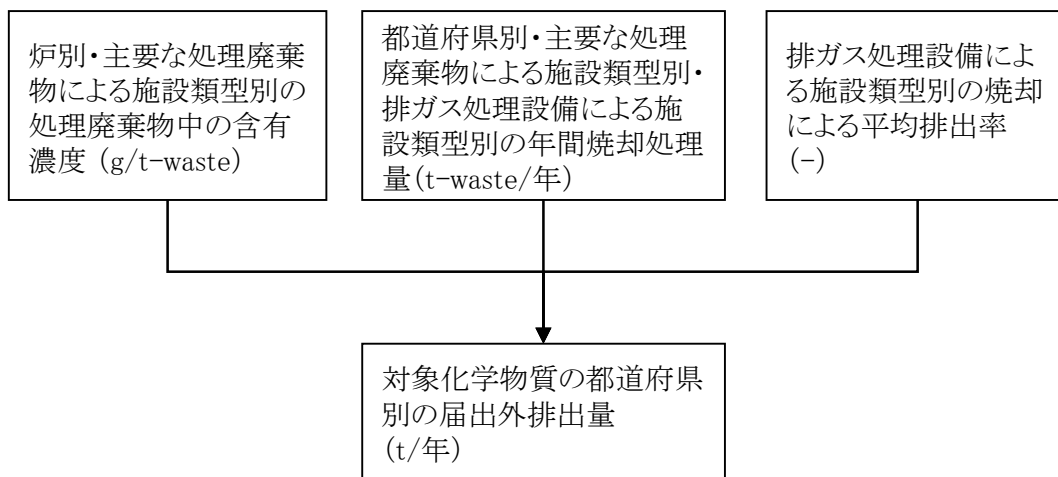 炉別・主要な処理廃棄
物による施設類型別の
処理廃棄物中の含有
濃度 (g/t-waste)
都道府県別・主要な処理
廃棄物による施設類型別・
排ガス処理設備による施
設類型別の年間焼却処理
量(t-waste/年)
排ガス処理設備によ
る施設類型別の焼却
による平均排出率
(-)
対象化学物質の都道府県
別の届出外排出量
(t/年)